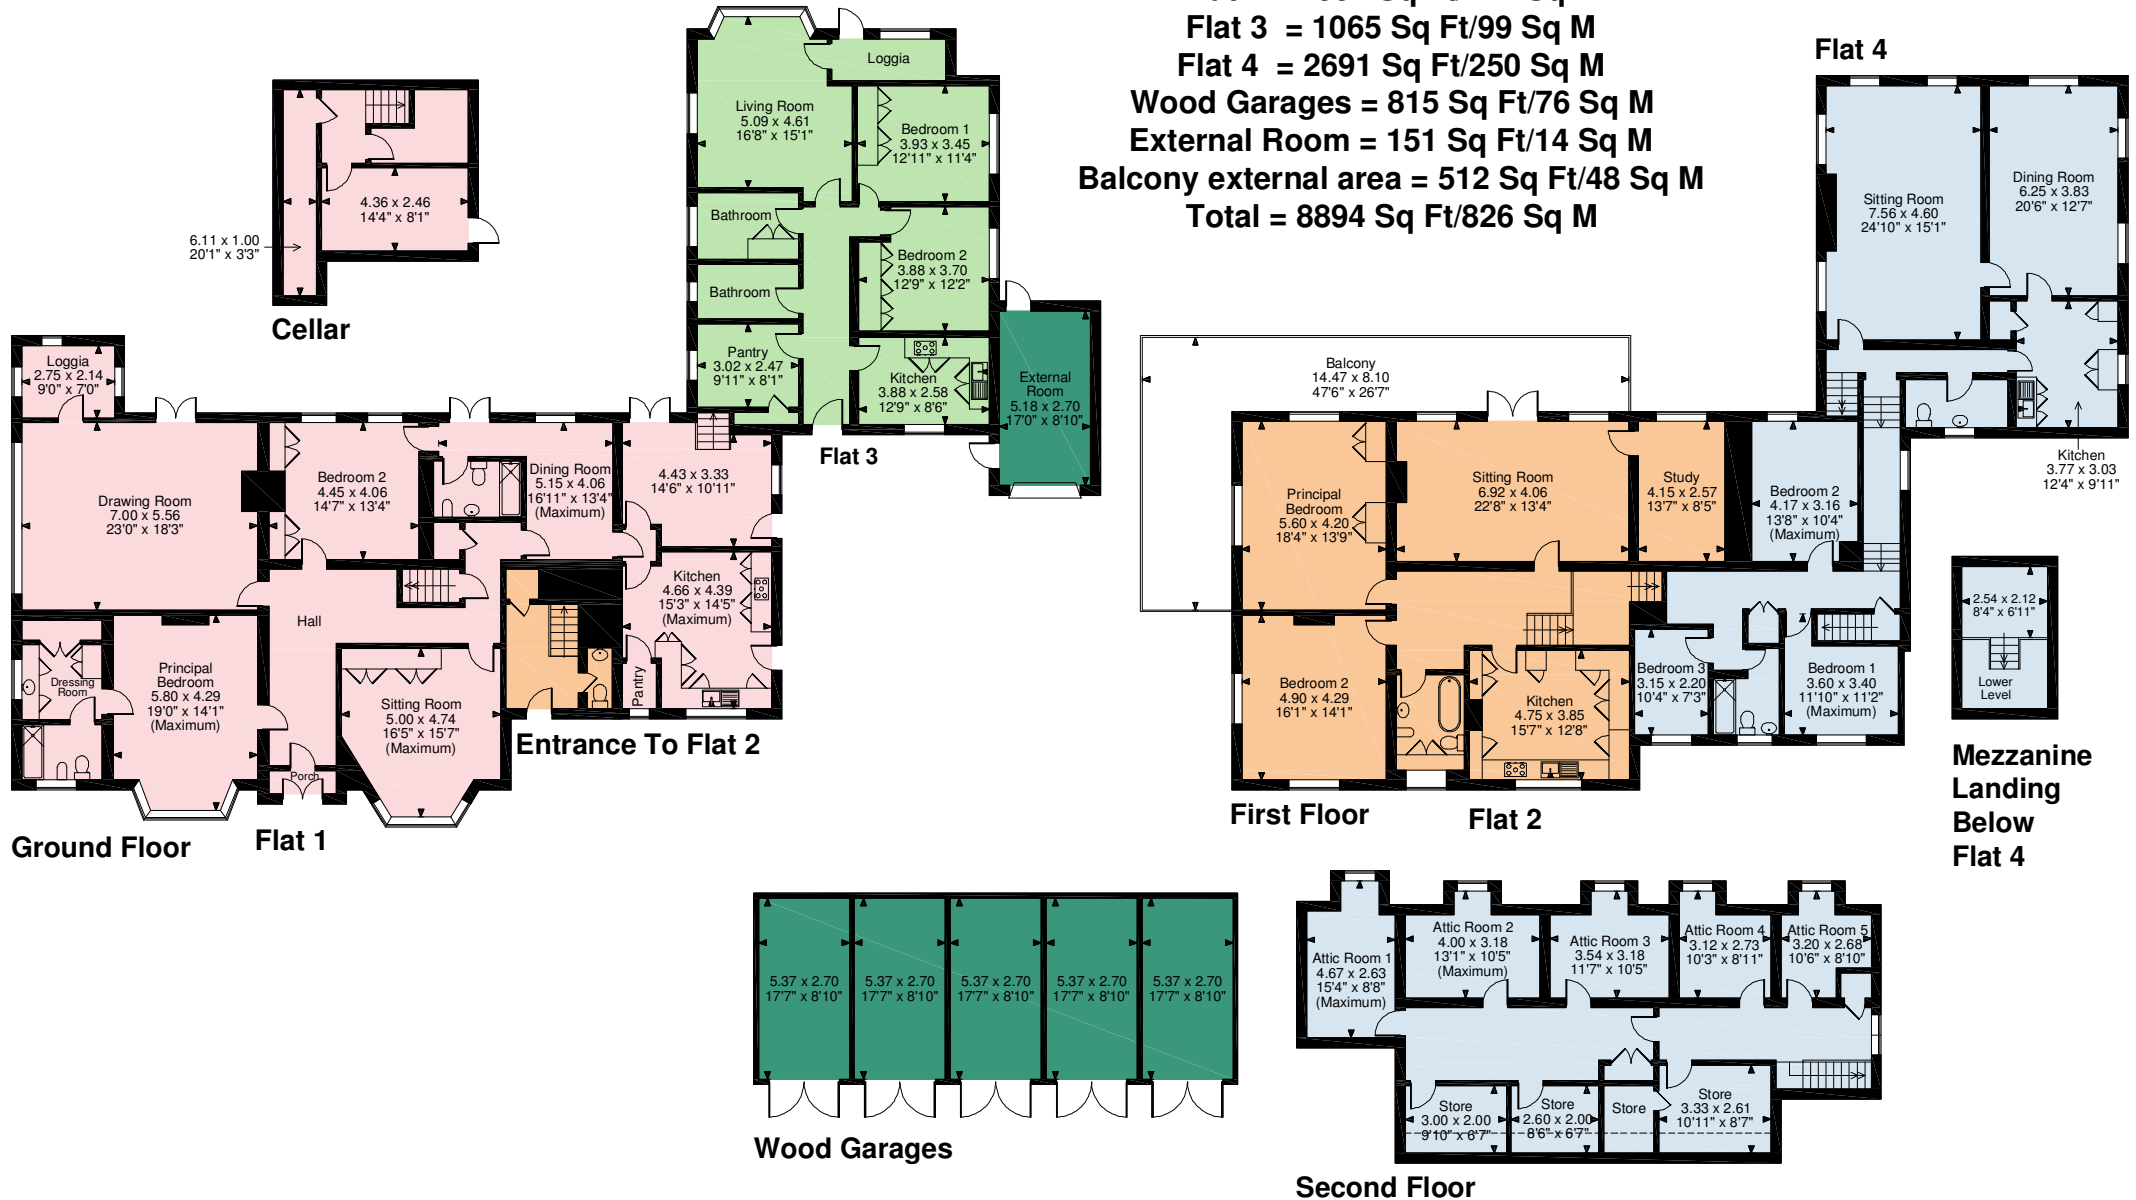 Flat 3 = 1065 Sq Ft/99 Sq M
Flat 4 = 2691 Sq Ft/250 Sq M
Wood Garages = 815 Sq Ft/76 Sq M
External Room = 151 Sq Ft/14 Sq M
Balcony external area = 512 Sq Ft/48 Sq M
Total = 8894 Sq Ft/826 Sq M
4.36 x 2.46
14'4" x 8'1"
6.11 x 1.00
20'1" x 3'3"
Cellar
Loggia
Living Room
5.09 x 4.61
16'8" x 15'1"
Bedroom 1
3.93 x 3.45
12'11" x 11'4"
Bathroom
Bedroom 2
3.88 x 3.70
12'9" x 12'2"
Bathroom
Pantry
3.02 x 2.47
9'11" x 8'1"
Kitchen
3.88 x 2.58
12'9" x 8'6"
External
Room
5.18 x 2.70
17'0" x 8'10"
Flat 3
Loggia
2.75 x 2.14
9'0" x 7'0"
Drawing Room
7.00 x 5.56
23'0" x 18'3"
Bedroom 2
4.45 x 4.06
14'7" x 13'4"
Dining Room
5.15 x 4.06
16'11" x 13'4"
(Maximum)
4.43 x 3.33
14'6" x 10'11"
Kitchen
4.66 x 4.39
15'3" x 14'5"
(Maximum)
Hall
Pantry
Dressing
Room
Principal
Bedroom
5.80 x 4.29
19'0" x 14'1"
(Maximum)
Sitting Room
5.00 x 4.74
16'5" x 15'7"
(Maximum)
Porch
Entrance To Flat 2
Ground Floor
Flat 1
Flat 4
Sitting Room
7.56 x 4.60
24'10" x 15'1"
Dining Room
6.25 x 3.83
20'6" x 12'7"
Kitchen
3.77 x 3.03
12'4" x 9'11"
Balcony
14.47 x 8.10
47'6" x 26'7"
Principal
Bedroom
5.60 x 4.20
18'4" x 13'9"
Sitting Room
6.92 x 4.06
22'8" x 13'4"
Study
4.15 x 2.57
13'7" x 8'5"
Bedroom 2
4.17 x 3.16
13'8" x 10'4"
(Maximum)
Bedroom 2
4.90 x 4.29
16'1" x 14'1"
Kitchen
4.75 x 3.85
15'7" x 12'8"
Bedroom 3
3.15 x 2.20
10'4" x 7'3"
Bedroom 1
3.60 x 3.40
11'10" x 11'2"
(Maximum)
First Floor
Flat 2
2.54 x 2.12
8'4" x 6'11"
Lower
Level
Mezzanine
Landing
Below
Flat 4
5.37 x 2.70
17'7" x 8'10"
5.37 x 2.70
17'7" x 8'10"
5.37 x 2.70
17'7" x 8'10"
5.37 x 2.70
17'7" x 8'10"
5.37 x 2.70
17'7" x 8'10"
Wood Garages
Attic Room 1
4.67 x 2.63
15'4" x 8'8"
(Maximum)
Attic Room 2
4.00 x 3.18
13'1" x 10'5"
(Maximum)
Attic Room 3
3.54 x 3.18
11'7" x 10'5"
Attic Room 4
3.12 x 2.73
10'3" x 8'11"
Attic Room 5
3.20 x 2.68
10'6" x 8'10"
Store
3.00 x 2.00
9'10" x 6'7"
Store
2.60 x 2.00
8'6" x 6'7"
Store
Store
3.33 x 2.61
10'11" x 8'7"
Second Floor